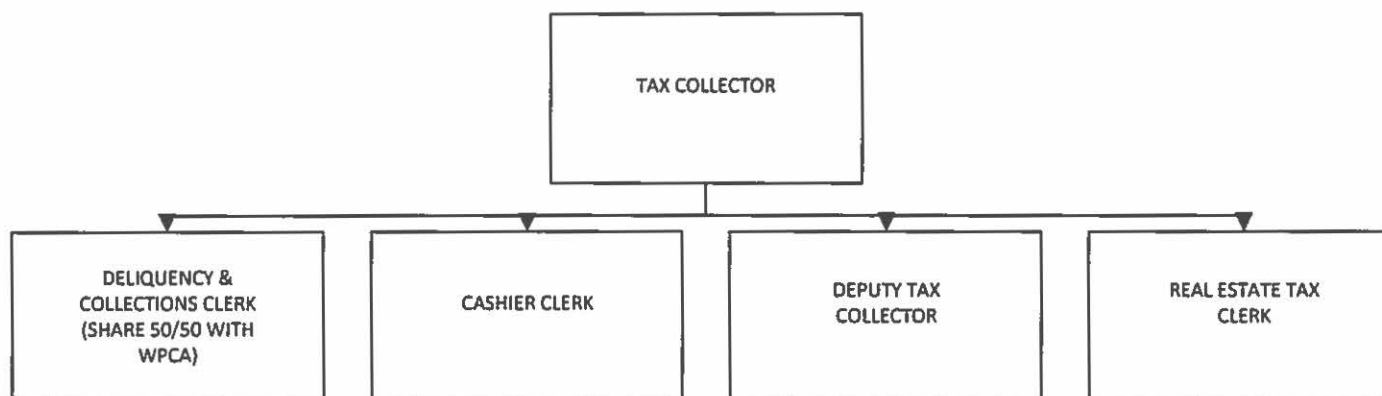 TAX COLLECTOR
DELIQUENCY &
COLLECTIONS CLERK
(SHARE 50/50 WITH
WPCA)
CASHIER CLERK
DEPUTY TAX
COLLECTOR
REAL ESTATE TAX
CLERK